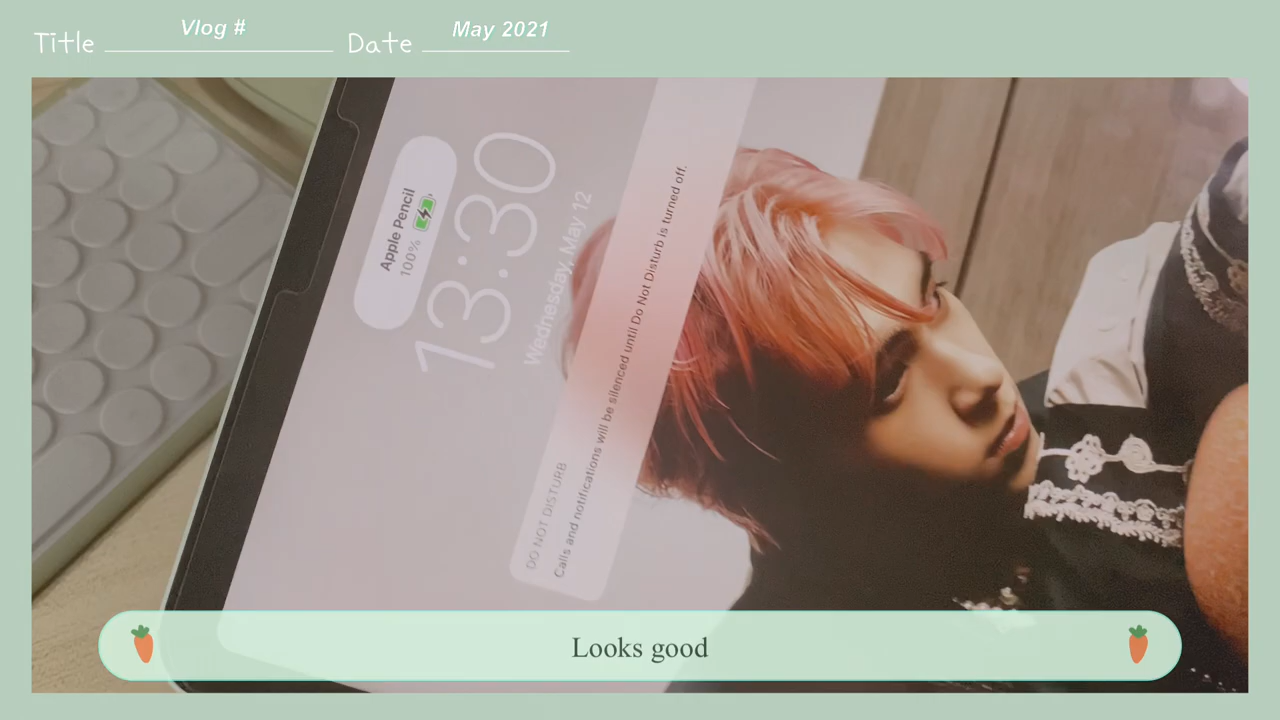 Title Vlog # Date May 2021
Apple Pencil
100%
13:30
Wednesday, May 12
DO NOT DISTURB
Calls and notifications will be silenced until Do Not Disturb is turned off.
Looks good